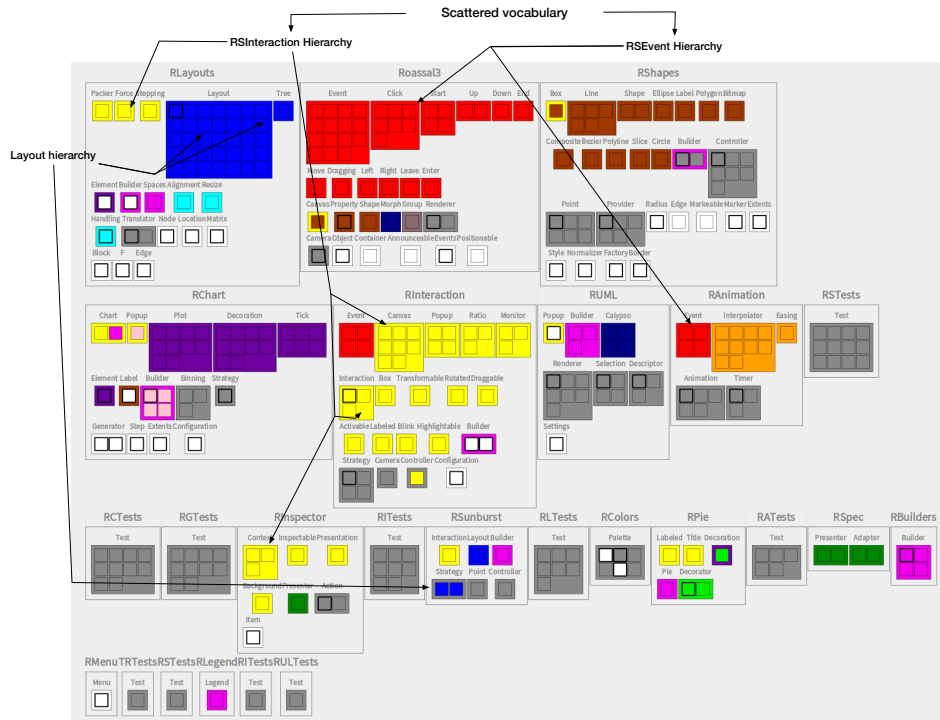 Scattered vocabulary
RSInteraction Hierarchy
RSEvent Hierarchy
Layout hierarchy
RLayouts
Packer Force Stepping Layout Tree
Element Builder Spaces Alignment Resize
Handling Translator Node Location Matrix
Block F Edge
Roassal3
Event Click Start Up Down End
Move Dragging Left Right Leave Enter
Canvas Property Shape Morph Group Renderer
Camera Object Container Announceable Events Positionable
RShapes
Box Line Shape Ellipse Label Polygon Bitmap
Composite Bezier Polyline Slice Circle Builder Controller
Point Provider Radius Edge Markeable Marker Extents
Style Normalizer Factory Border
RChart
Chart Popup Plot Decoration Tick
Element Label Builder Binning Strategy
Generator Step Extents Configuration
RInteraction
Event Canvas Popup Ratio Monitor
Interaction Box Transformable Rotated Draggable
Activable Labeled Blink Highlightable Builder
Strategy Camera Controller Configuration
RUML
Popup Builder Calypso
Renderer Selection Descriptor
Settings
RAnimation
Event Interpolator Easing
Animation Timer
RSTests
Test
RCTests
Test
RGTests
Test
RInspector
Context Inspectable Presentation
Background Presenter Action
Item
RITests
Test
RSunburst
Interaction Layout Builder
Strategy Point Controller
RLTests
Test
RColors
Palette
RPie
Labeled Title Decoration
Pie Decorator
RATests
Test
RSpec
Presenter Adapter
RBuilders
Builder
RMenu TRTests RSTests RLegend RITests RULTests
Menu Test Test Legend Test Test